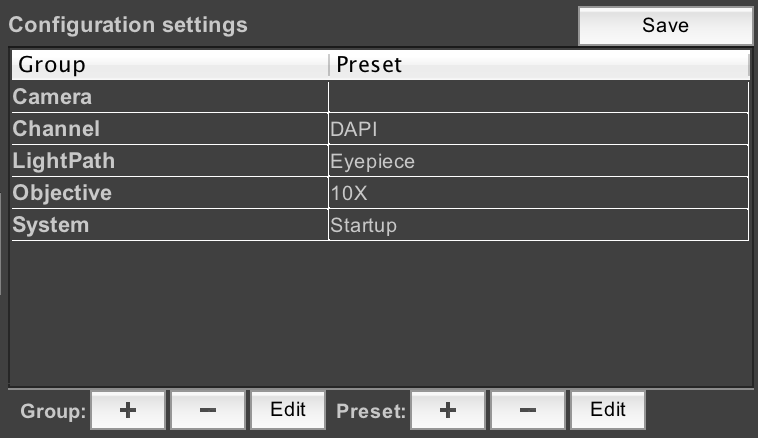 Configuration settings Save
Group Preset
Camera
Channel DAPI
LightPath Eyepiece
Objective 10X
System Startup
Group: + − Edit Preset: + − Edit